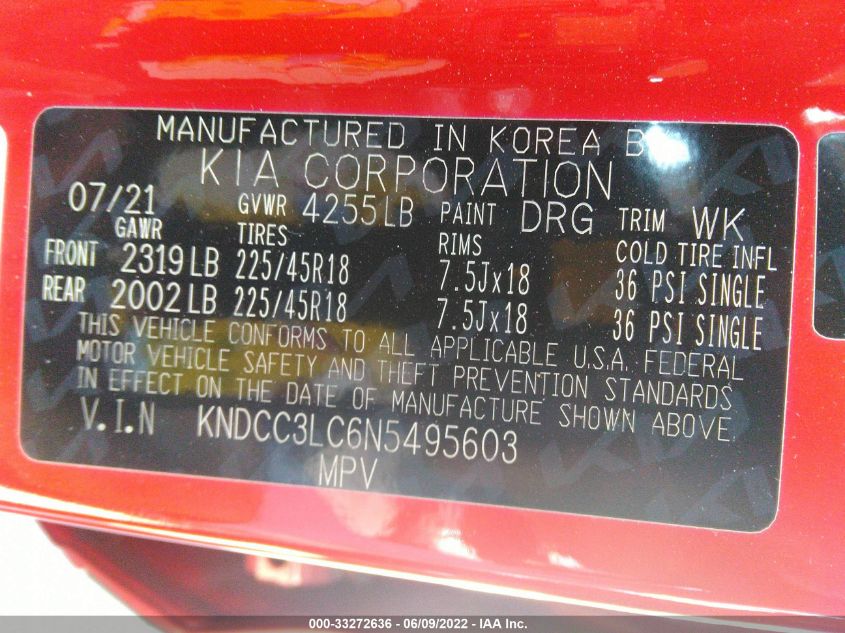 MANUFACTURED IN KOREA BY
KIA CORPORATION
07/21 GVWR 4255LB PAINT DRG TRIM WK
GAWR TIRES RIMS COLD TIRE INFL
FRONT 2319LB 225/45R18 7.5Jx18 36 PSI SINGLE
REAR 2002LB 225/45R18 7.5Jx18 36 PSI SINGLE
THIS VEHICLE CONFORMS TO ALL APPLICABLE U.S.A. FEDERAL
MOTOR VEHICLE SAFETY AND THEFT PREVENTION STANDARDS
IN EFFECT ON THE DATE OF MANUFACTURE SHOWN ABOVE.
V.I.N KNDCC3LC6N5495603
MPV
000-33272636 - 06/09/2022 - IAA Inc.